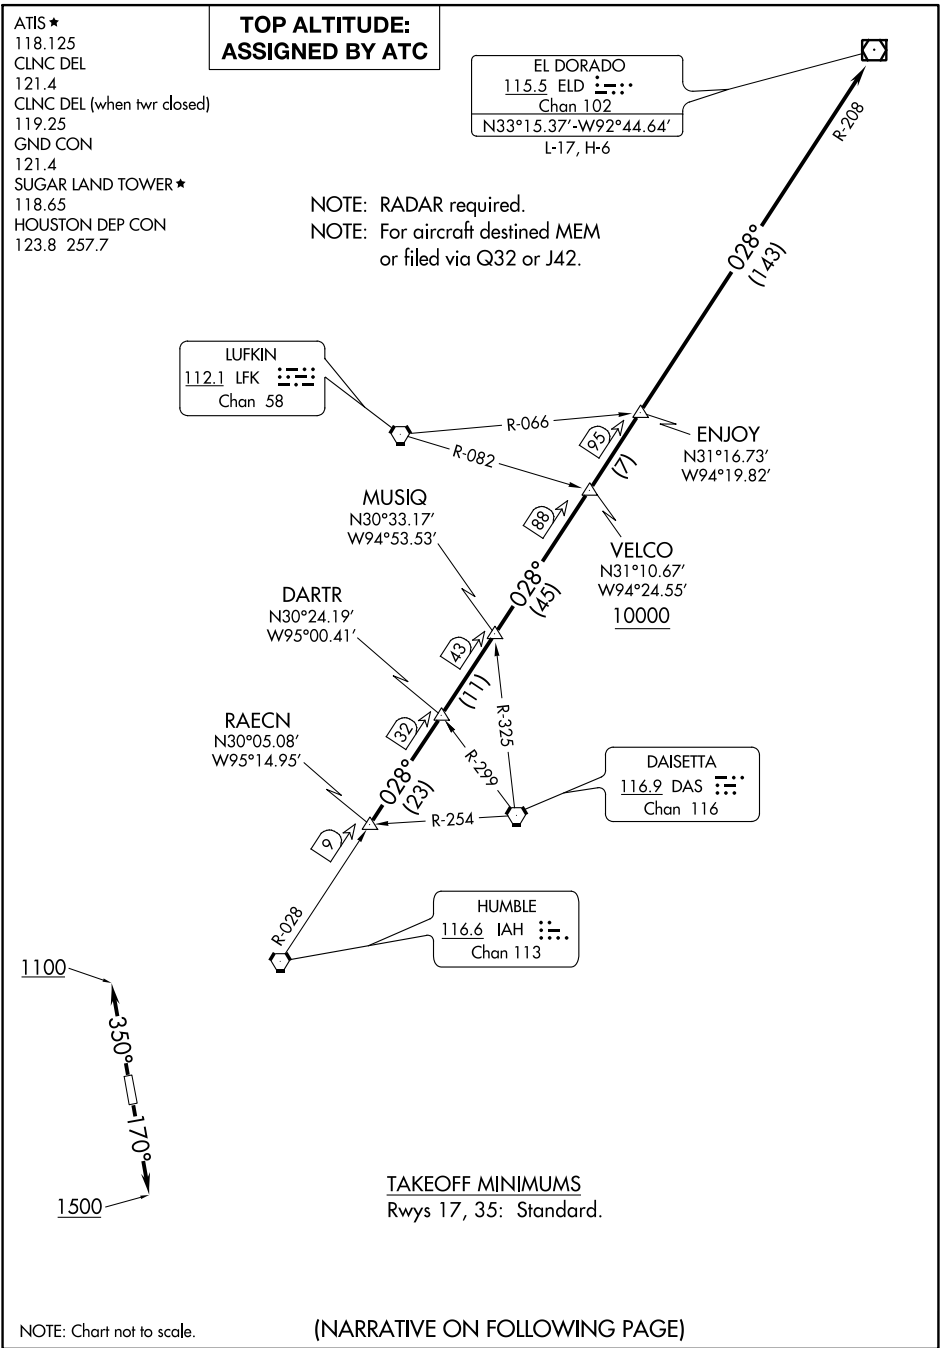 ATIS★
118.125
CLNC DEL
121.4
CLNC DEL (when twr closed)
119.25
GND CON
121.4
SUGAR LAND TOWER★
118.65
HOUSTON DEP CON
123.8 257.7
TOP ALTITUDE:
ASSIGNED BY ATC
EL DORADO
115.5 ELD
Chan 102
N33°15.37'-W92°44.64'
L-17, H-6
R-208
NOTE: RADAR required.
NOTE: For aircraft destined MEM
or filed via Q32 or J42.
028°
(143)
LUFKIN
112.1 LFK
Chan 58
R-066
R-082
95
(7)
ENJOY
N31°16.73'
W94°19.82'
88
VELCO
N31°10.67'
W94°24.55'
10000
MUSIQ
N30°33.17'
W94°53.53'
028°
(45)
DARTR
N30°24.19'
W95°00.41'
43
(11)
RAECN
N30°05.08'
W95°14.95'
32
R-325
R-299
028°
(23)
DAISETTA
116.9 DAS
Chan 116
R-254
9
HUMBLE
116.6 IAH
Chan 113
R-028
1100
350°
170°
1500
TAKEOFF MINIMUMS
Rwys 17, 35: Standard.
NOTE: Chart not to scale.
(NARRATIVE ON FOLLOWING PAGE)